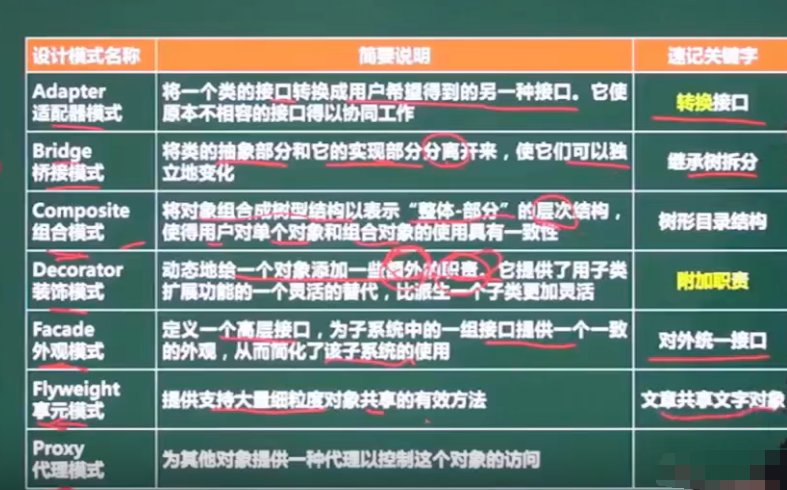 设计模式名称 简要说明 速记关键字
Adapter
适配器模式
将一个类的接口转换成用户希望得到的另一种接口。它使
原本不相容的接口得以协同工作
转换接口
Bridge
桥接模式
将类的抽象部分和它的实现部分分离开来，使它们可以独
立地变化
继承树拆分
Composite
组合模式
将对象组合成树型结构以表示“整体-部分”的层次结构，
使得用户对单个对象和组合对象的使用具有一致性
树形目录结构
Decorator
装饰模式
动态地给一个对象添加一些额外的职责。它提供了用子类
扩展功能的一个灵活的替代，比派生一个子类更加灵活
附加职责
Facade
外观模式
定义一个高层接口，为子系统中的一组接口提供一个一致
的外观，从而简化了该子系统的使用
对外统一接口
Flyweight
享元模式
提供支持大量细粒度对象共享的有效方法
文章共享文字对象
Proxy
代理模式
为其他对象提供一种代理以控制这个对象的访问